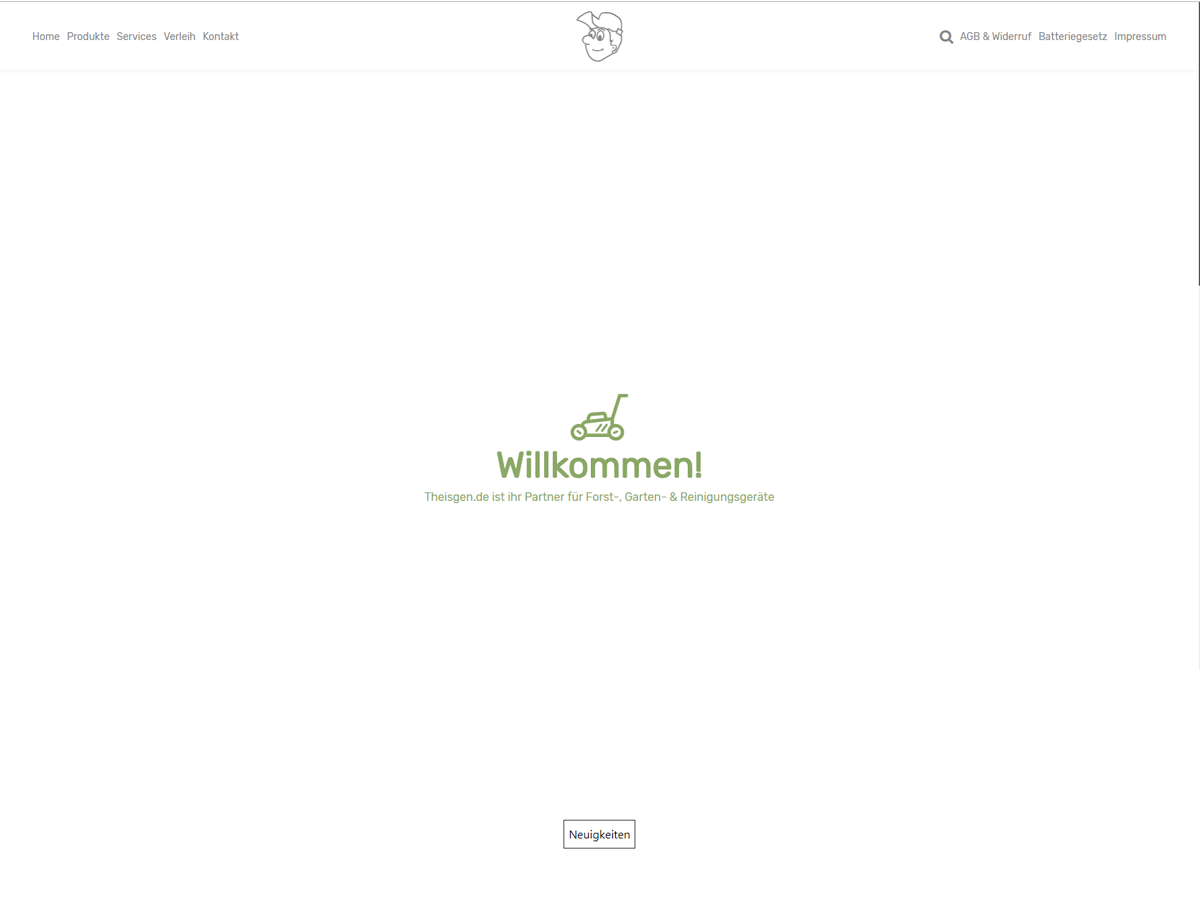 Home Produkte Services Verleih Kontakt
AGB & Widerruf Batteriegesetz Impressum
Willkommen!
Theisgen.de ist ihr Partner für Forst-, Garten- & Reinigungsgeräte
Neuigkeiten